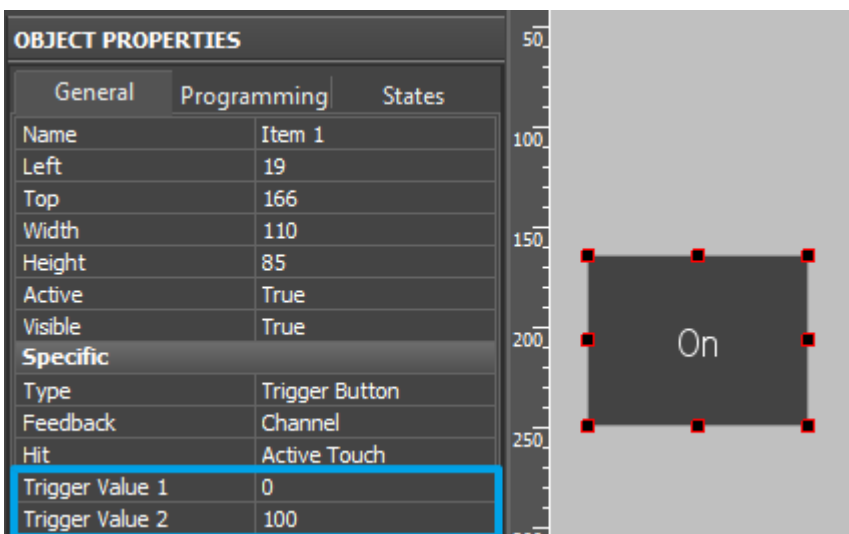 OBJECT PROPERTIES
General Programming States
Name Item 1
Left 19
Top 166
Width 110
Height 85
Active True
Visible True
Specific
Type Trigger Button
Feedback Channel
Hit Active Touch
Trigger Value 1 0
Trigger Value 2 100
50
100
150
200
250
On